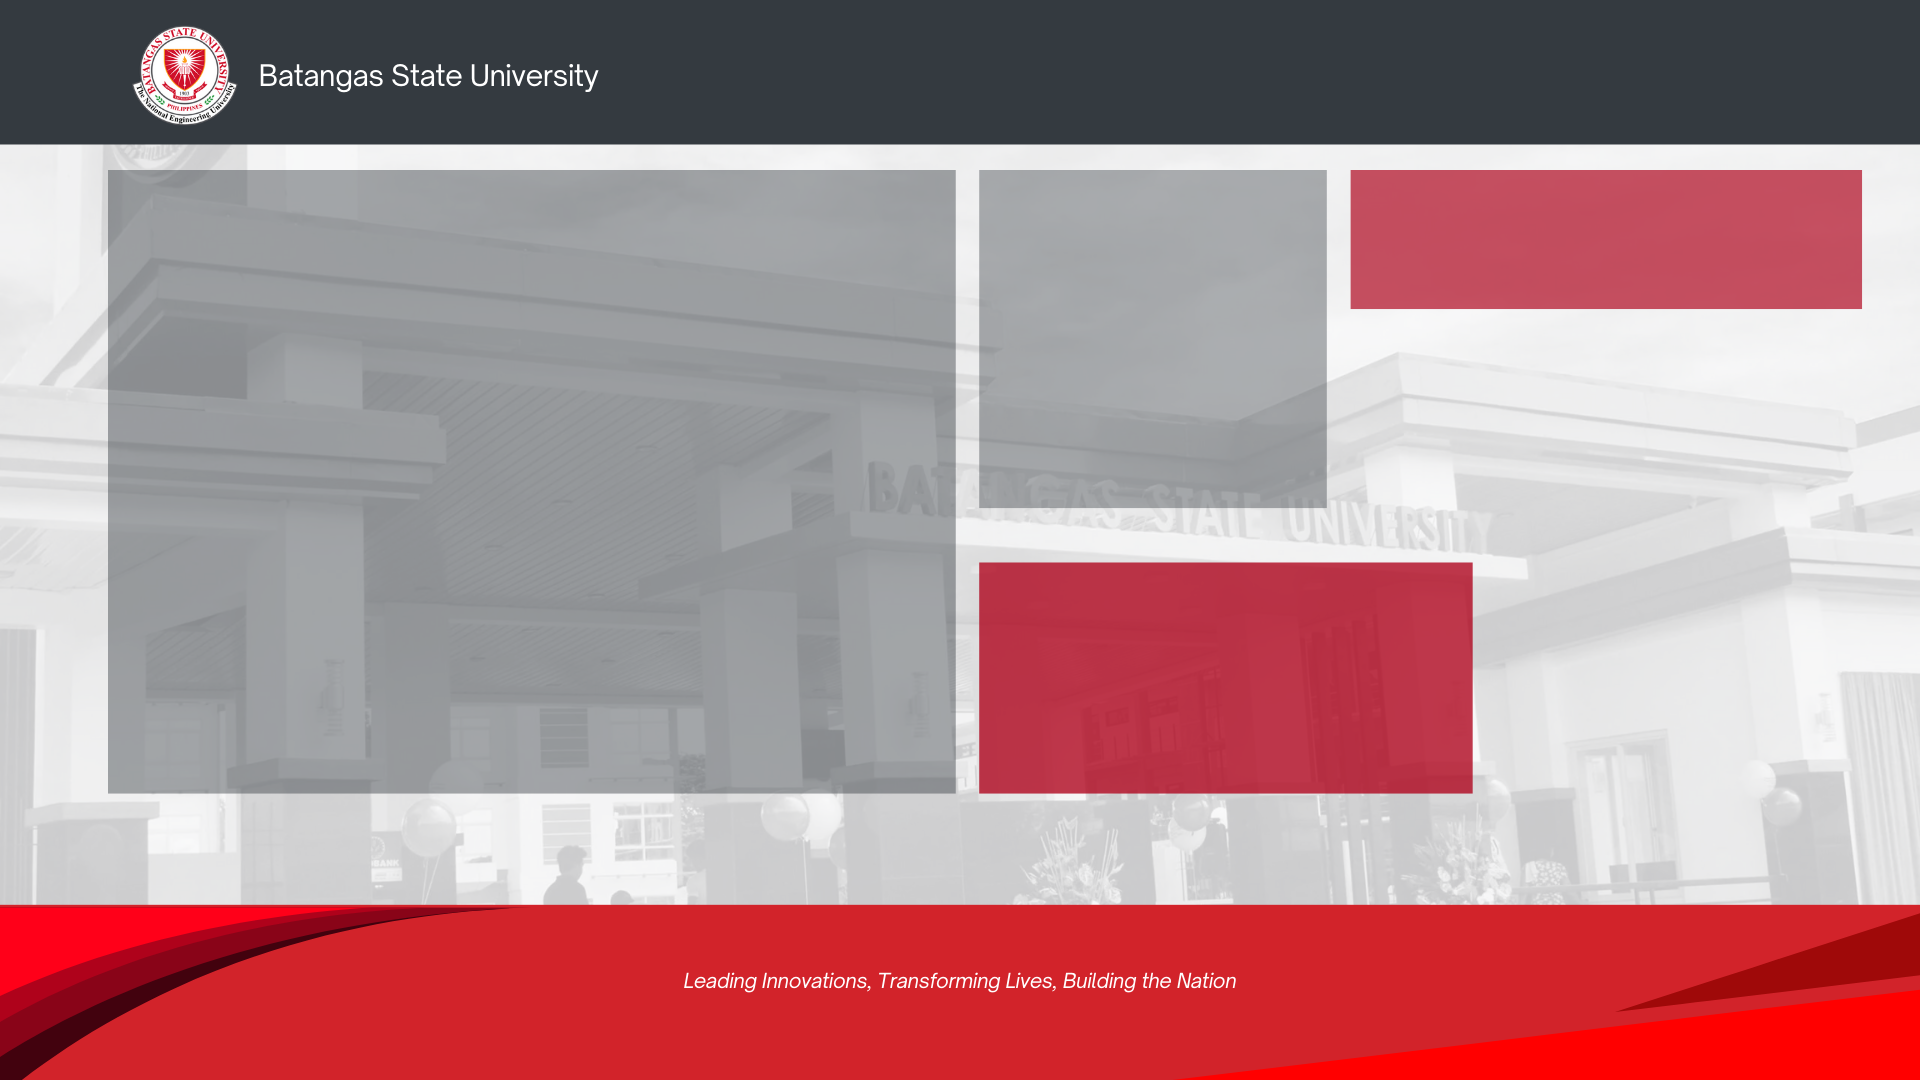 BATANGAS STATE UNIVERSITY
1903
PHILIPPINES
The National Engineering University
Batangas State University
BATANGAS STATE UNIVERSITY
BANK
Leading Innovations, Transforming Lives, Building the Nation